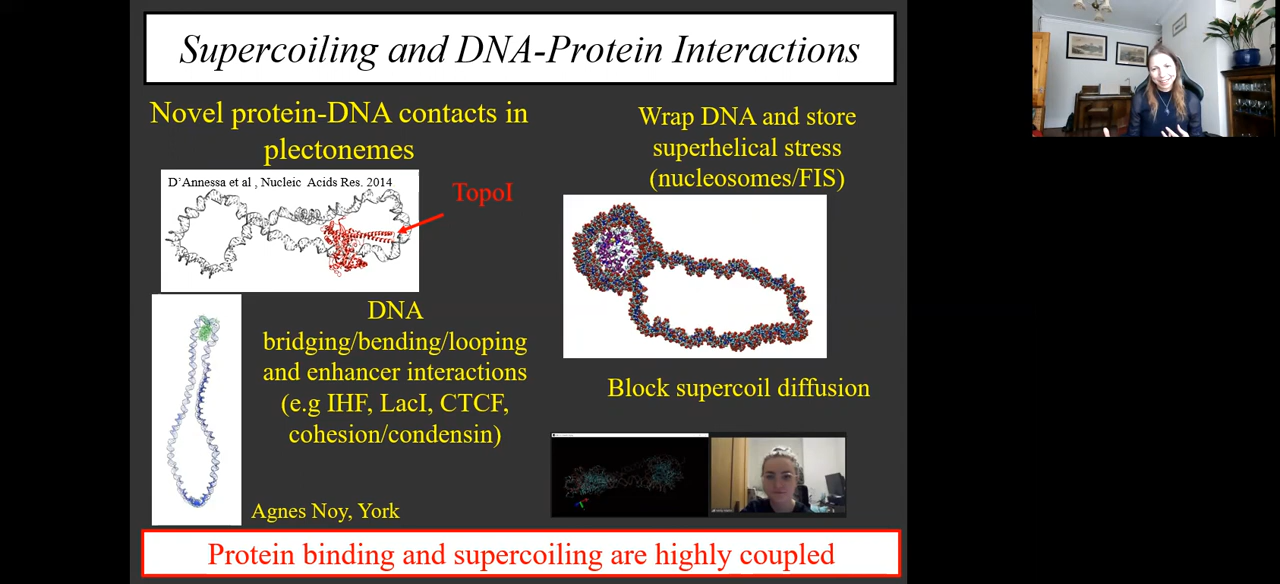 Supercoiling and DNA-Protein Interactions
Novel protein-DNA contacts in
plectonemes
D'Annessa et al , Nucleic Acids Res. 2014
TopoI
DNA
bridging/bending/looping
and enhancer interactions
(e.g IHF, LacI, CTCF,
cohesion/condensin)
Agnes Noy, York
Wrap DNA and store
superhelical stress
(nucleosomes/FIS)
Block supercoil diffusion
Protein binding and supercoiling are highly coupled